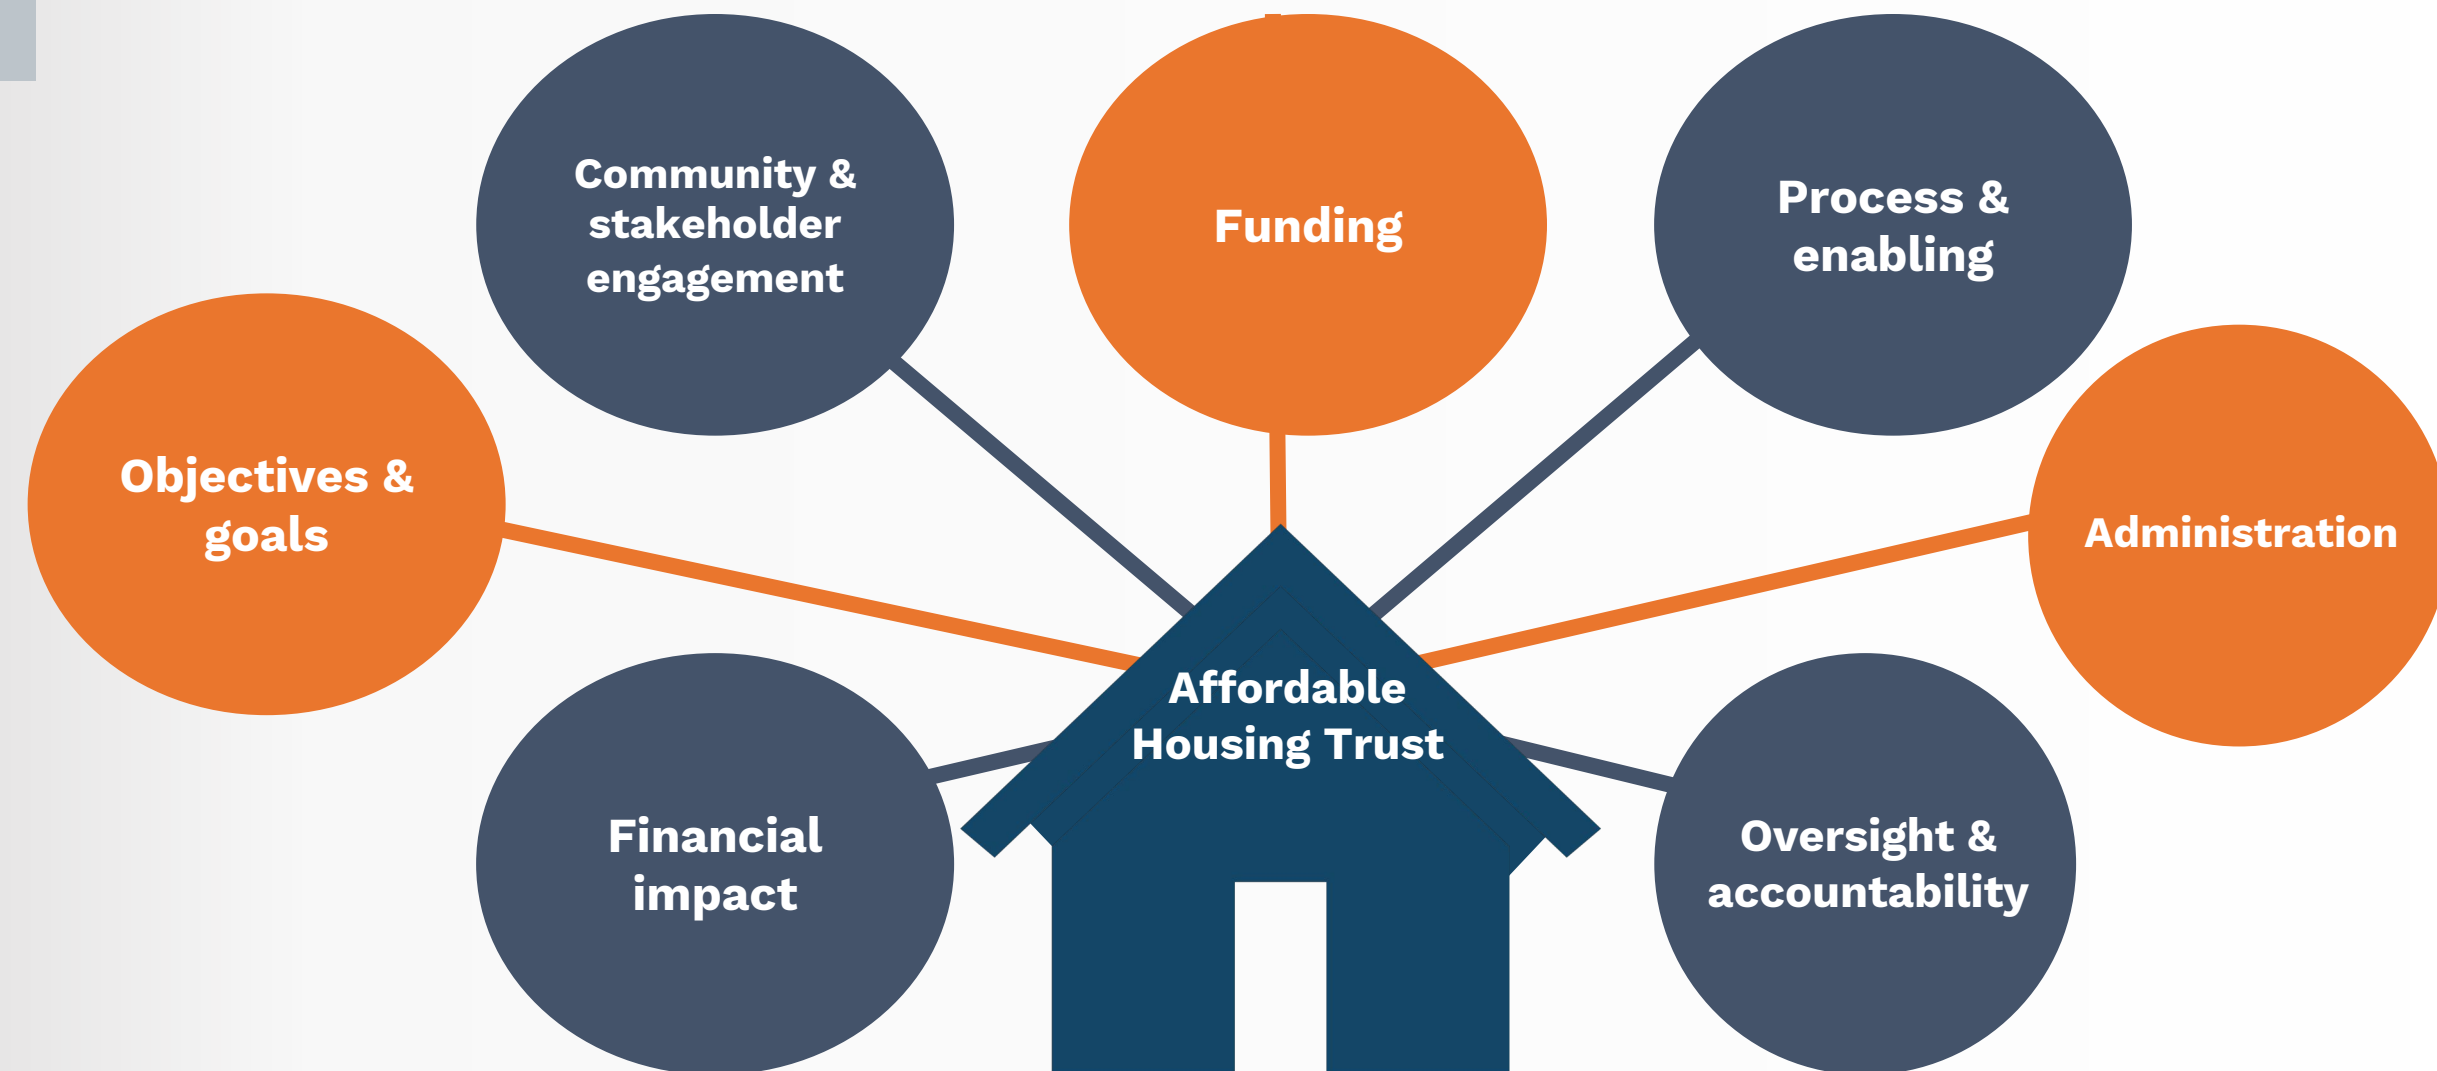 Community &
stakeholder
engagement
Funding
Process &
enabling
Objectives &
goals
Administration
Affordable
Housing Trust
Financial
impact
Oversight &
accountability